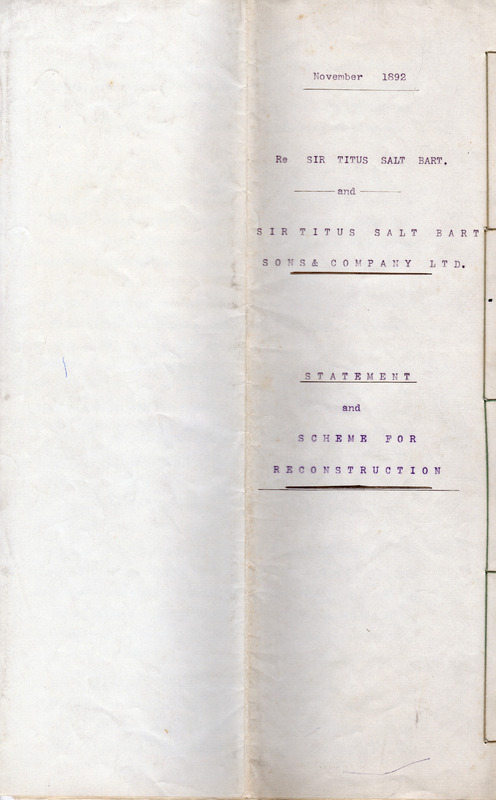 November 1892
Re SIR TITUS SALT BART.
and
SIR TITUS SALT BART
SONS & COMPANY LTD.
STATEMENT
and
SCHEME FOR
RECONSTRUCTION